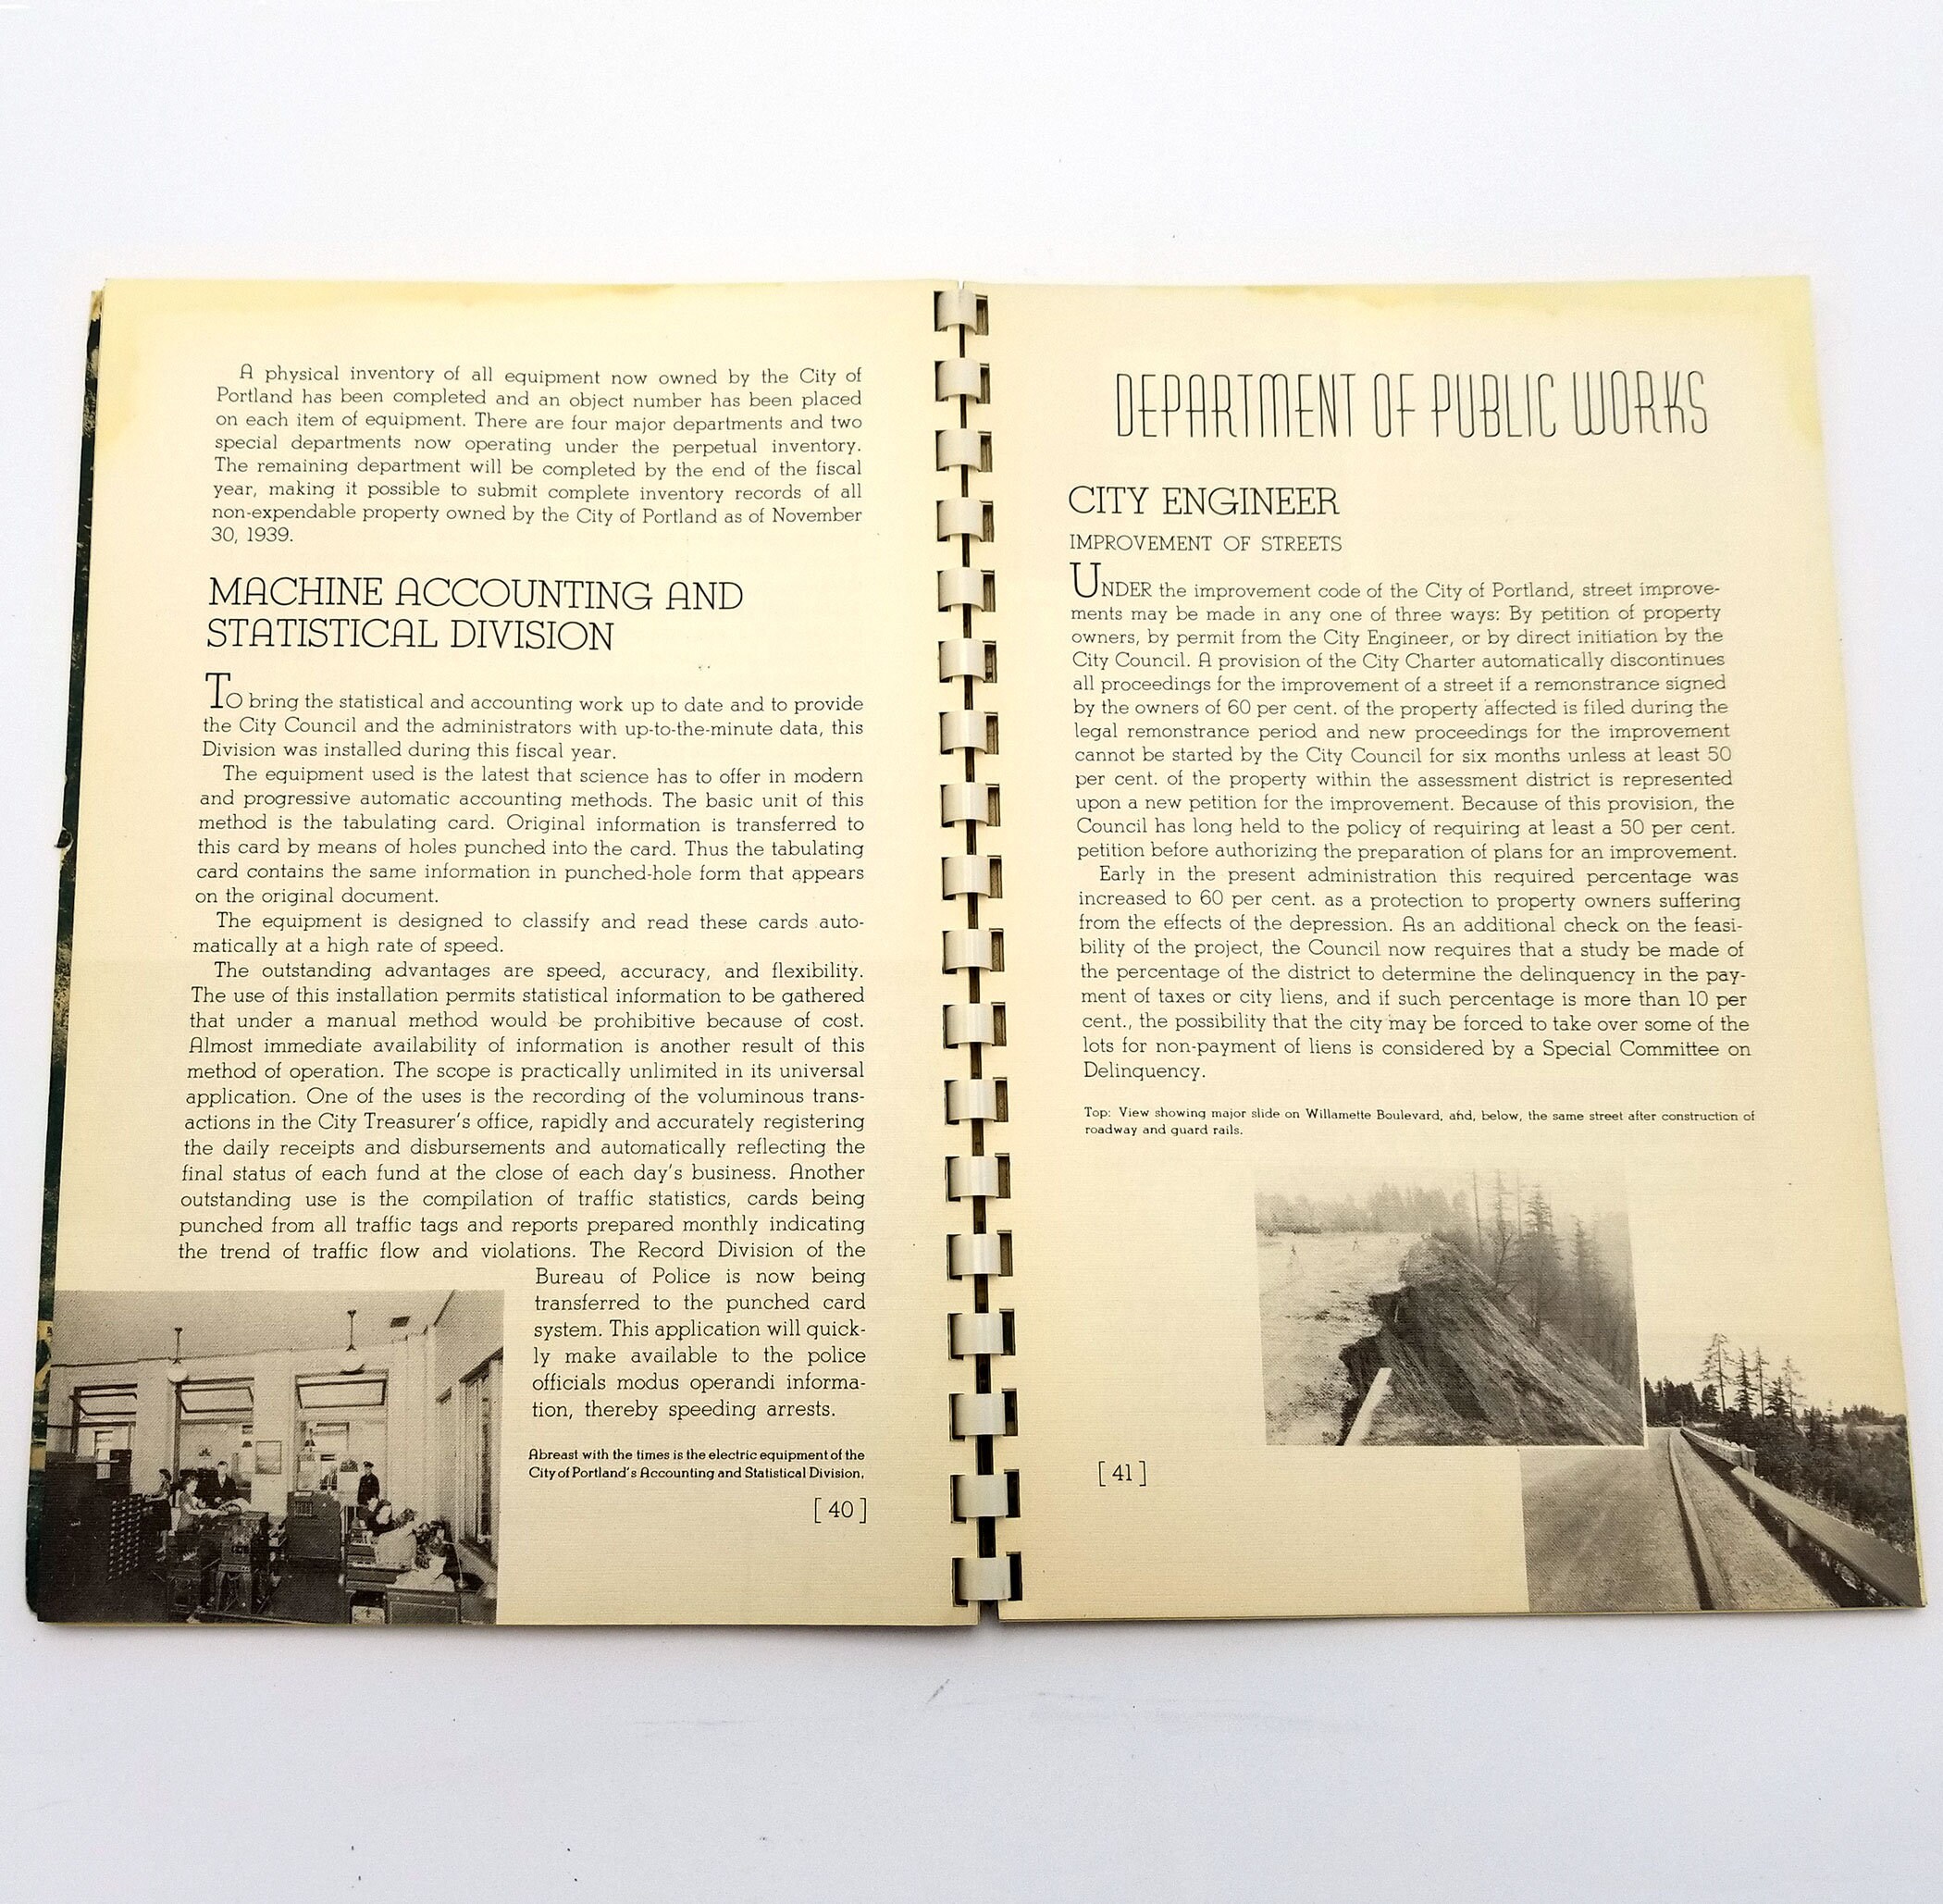 A physical inventory of all equipment now owned by the City of
Portland has been completed and an object number has been placed
on each item of equipment. There are four major departments and two
special departments now operating under the perpetual inventory.
The remaining department will be completed by the end of the fiscal
year, making it possible to submit complete inventory records of all
non-expendable property owned by the City of Portland as of November
30, 1939.
MACHINE ACCOUNTING AND
STATISTICAL DIVISION
To bring the statistical and accounting work up to date and to provide
the City Council and the administrators with up-to-the-minute data, this
Division was installed during this fiscal year.
The equipment used is the latest that science has to offer in modern
and progressive automatic accounting methods. The basic unit of this
method is the tabulating card. Original information is transferred to
this card by means of holes punched into the card. Thus the tabulating
card contains the same information in punched-hole form that appears
on the original document.
The equipment is designed to classify and read these cards auto-
matically at a high rate of speed.
The outstanding advantages are speed, accuracy, and flexibility.
The use of this installation permits statistical information to be gathered
that under a manual method would be prohibitive because of cost.
Almost immediate availability of information is another result of this
method of operation. The scope is practically unlimited in its universal
application. One of the uses is the recording of the voluminous trans-
actions in the City Treasurer's office, rapidly and accurately registering
the daily receipts and disbursements and automatically reflecting the
final status of each fund at the close of each day's business. Another
outstanding use is the compilation of traffic statistics, cards being
punched from all traffic tags and reports prepared monthly indicating
the trend of traffic flow and violations. The Record Division of the
Bureau of Police is now being
transferred to the punched card
system. This application will quick-
ly make available to the police
officials modus operandi informa-
tion, thereby speeding arrests.
Abreast with the times is the electric equipment of the
City of Portland's Accounting and Statistical Division.
[ 40 ]
DEPARTMENT OF PUBLIC WORKS
CITY ENGINEER
IMPROVEMENT OF STREETS
UNDER the improvement code of the City of Portland, street improve-
ments may be made in any one of three ways: By petition of property
owners, by permit from the City Engineer, or by direct initiation by the
City Council. A provision of the City Charter automatically discontinues
all proceedings for the improvement of a street if a remonstrance signed
by the owners of 60 per cent. of the property affected is filed during the
legal remonstrance period and new proceedings for the improvement
cannot be started by the City Council for six months unless at least 50
per cent. of the property within the assessment district is represented
upon a new petition for the improvement. Because of this provision, the
Council has long held to the policy of requiring at least a 50 per cent.
petition before authorizing the preparation of plans for an improvement.
Early in the present administration this required percentage was
increased to 60 per cent. as a protection to property owners suffering
from the effects of the depression. As an additional check on the feasi-
bility of the project, the Council now requires that a study be made of
the percentage of the district to determine the delinquency in the pay-
ment of taxes or city liens, and if such percentage is more than 10 per
cent., the possibility that the city may be forced to take over some of the
lots for non-payment of liens is considered by a Special Committee on
Delinquency.
Top: View showing major slide on Willamette Boulevard, and, below, the same street after construction of
roadway and guard rails.
[ 41 ]